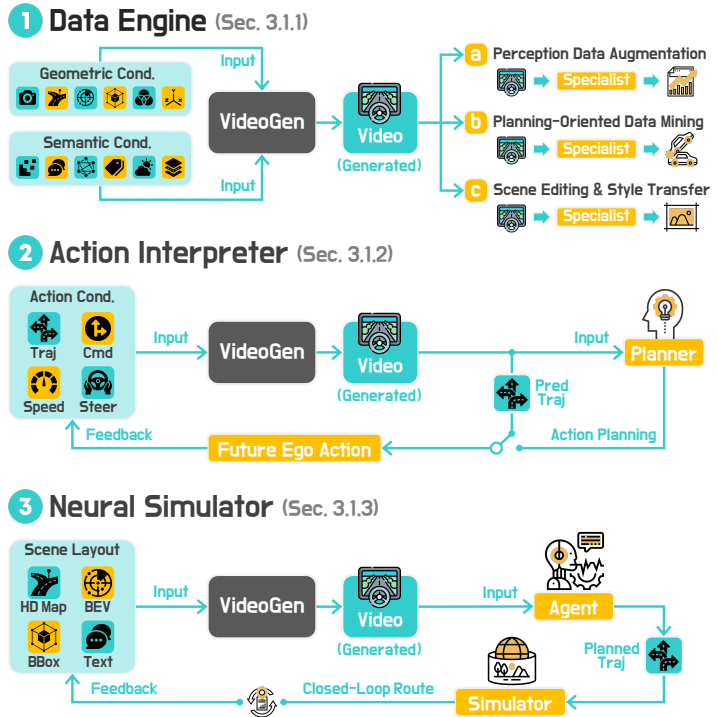 1 Data Engine (Sec. 3.1.1)
Geometric Cond.
Semantic Cond.
Input
Input
VideoGen
Video
(Generated)
a Perception Data Augmentation
Specialist
b Planning-Oriented Data Mining
Specialist
c Scene Editing & Style Transfer
Specialist
2 Action Interpreter (Sec. 3.1.2)
Action Cond.
Traj Cmd
Speed Steer
Input
VideoGen
Video
(Generated)
Input
Planner
Pred
Traj
Action Planning
Future Ego Action
Feedback
3 Neural Simulator (Sec. 3.1.3)
Scene Layout
HD Map BEV
BBox Text
Input
VideoGen
Video
(Generated)
Input
Agent
Planned
Traj
Simulator
Closed-Loop Route
Feedback